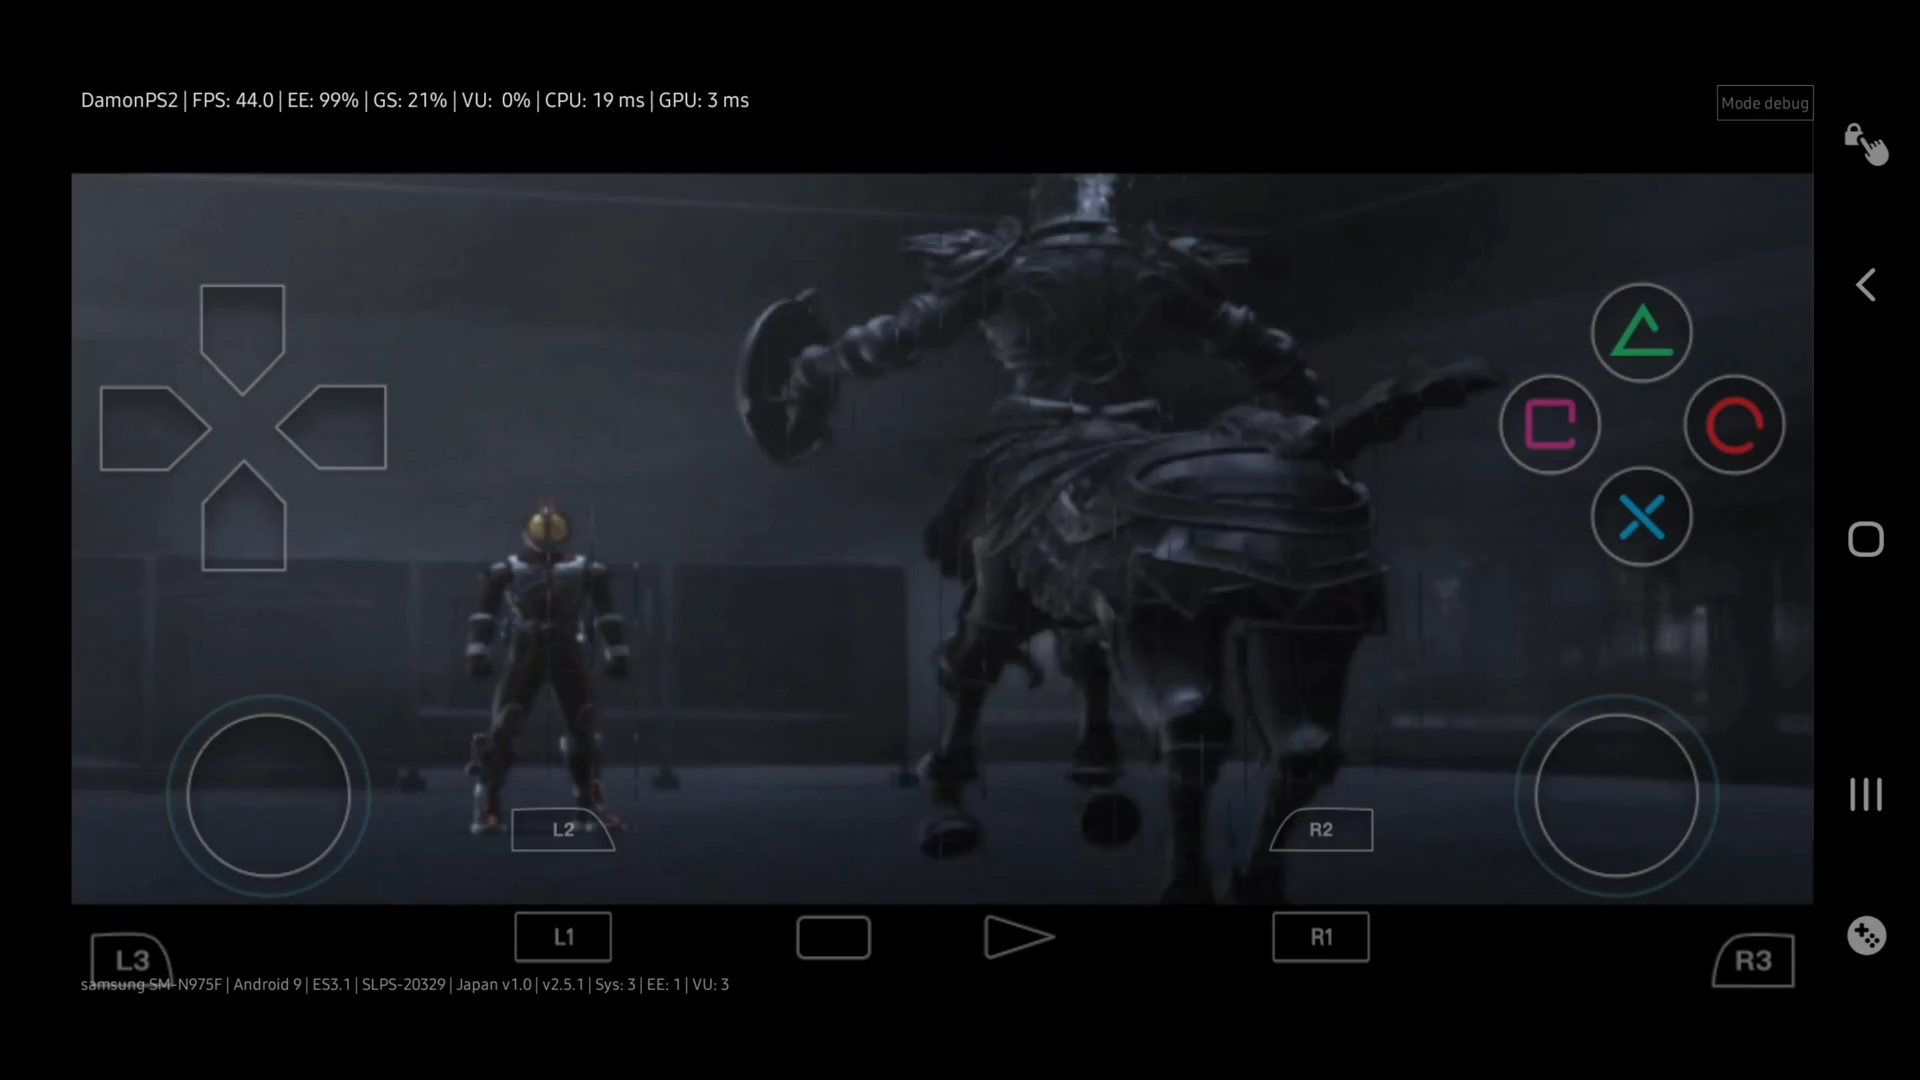 DamonPS2 | FPS: 44.0 | EE: 99% | GS: 21% | VU: 0% | CPU: 19 ms | GPU: 3 ms
Mode debug
L2
R2
L1
R1
L3
R3
samsung SM-N975F | Android 9 | ES3.1 | SLPS-20329 | Japan v1.0 | v2.5.1 | Sys: 3 | EE: 1 | VU: 3